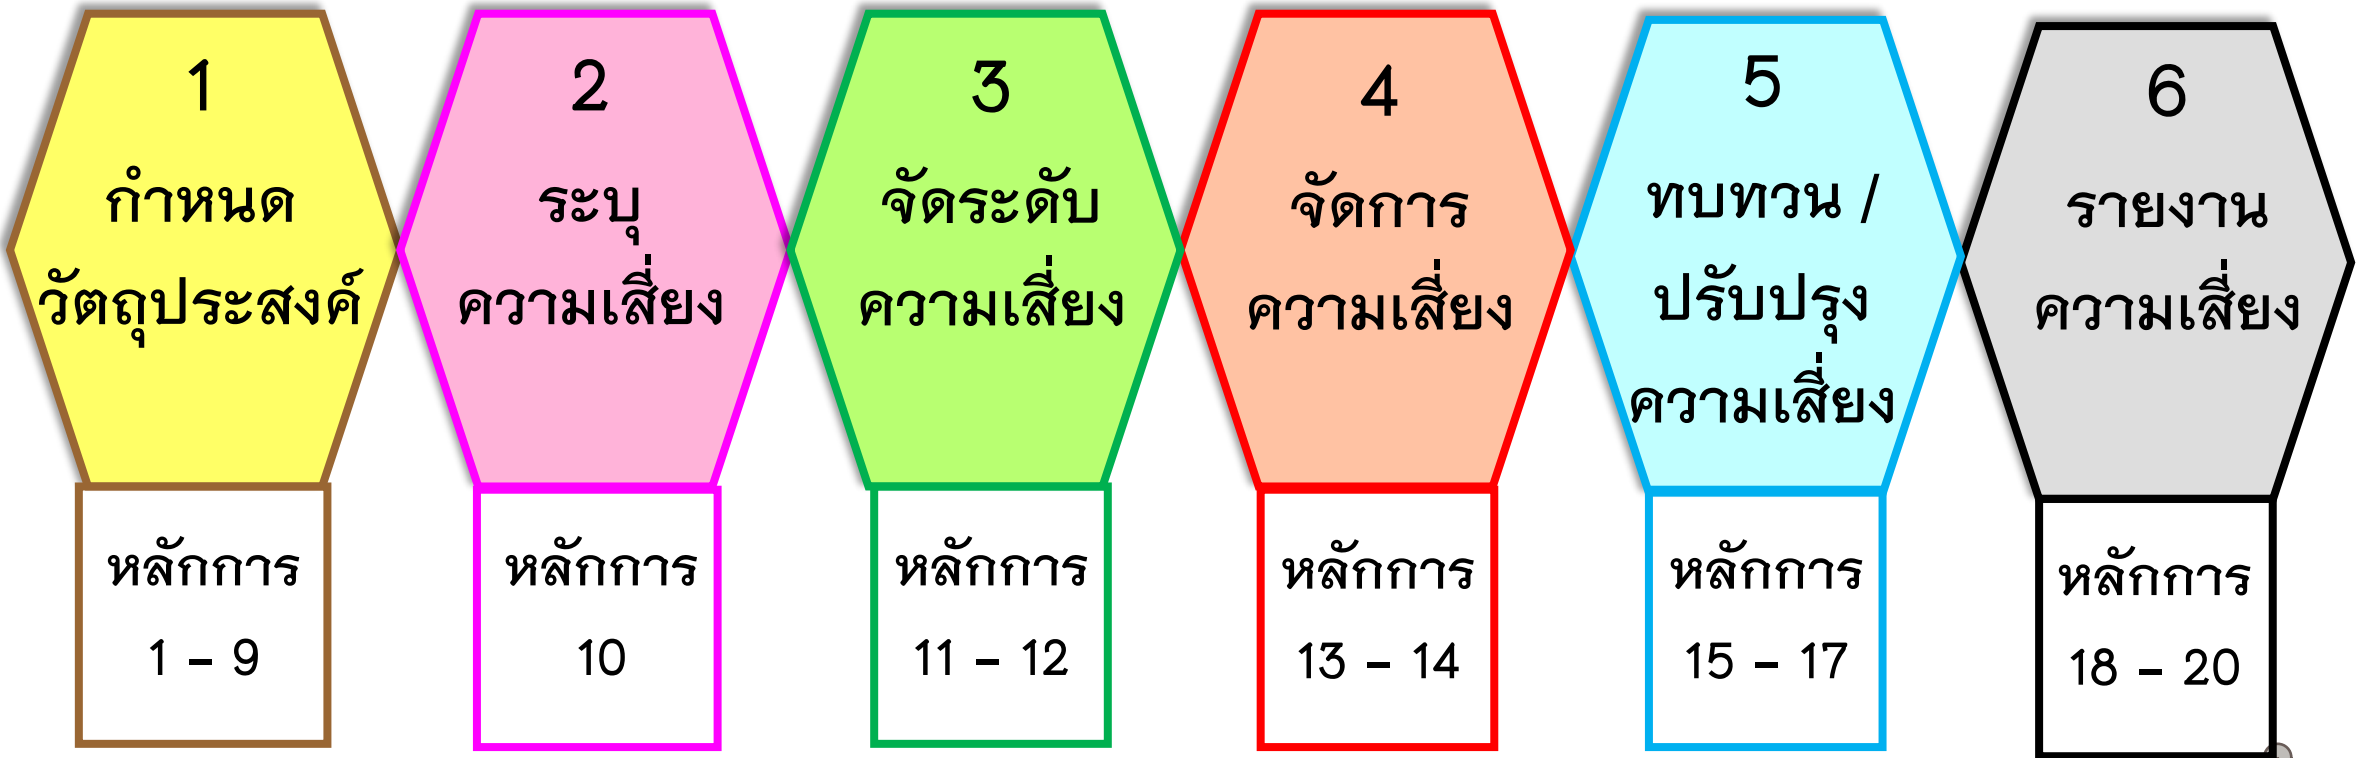 1
กำหนด
วัตถุประสงค์
หลักการ
1 – 9
2
ระบุ
ความเสี่ยง
หลักการ
10
3
จัดระดับ
ความเสี่ยง
หลักการ
11 – 12
4
จัดการ
ความเสี่ยง
หลักการ
13 – 14
5
ทบทวน /
ปรับปรุง
ความเสี่ยง
หลักการ
15 – 17
6
รายงาน
ความเสี่ยง
หลักการ
18 – 20